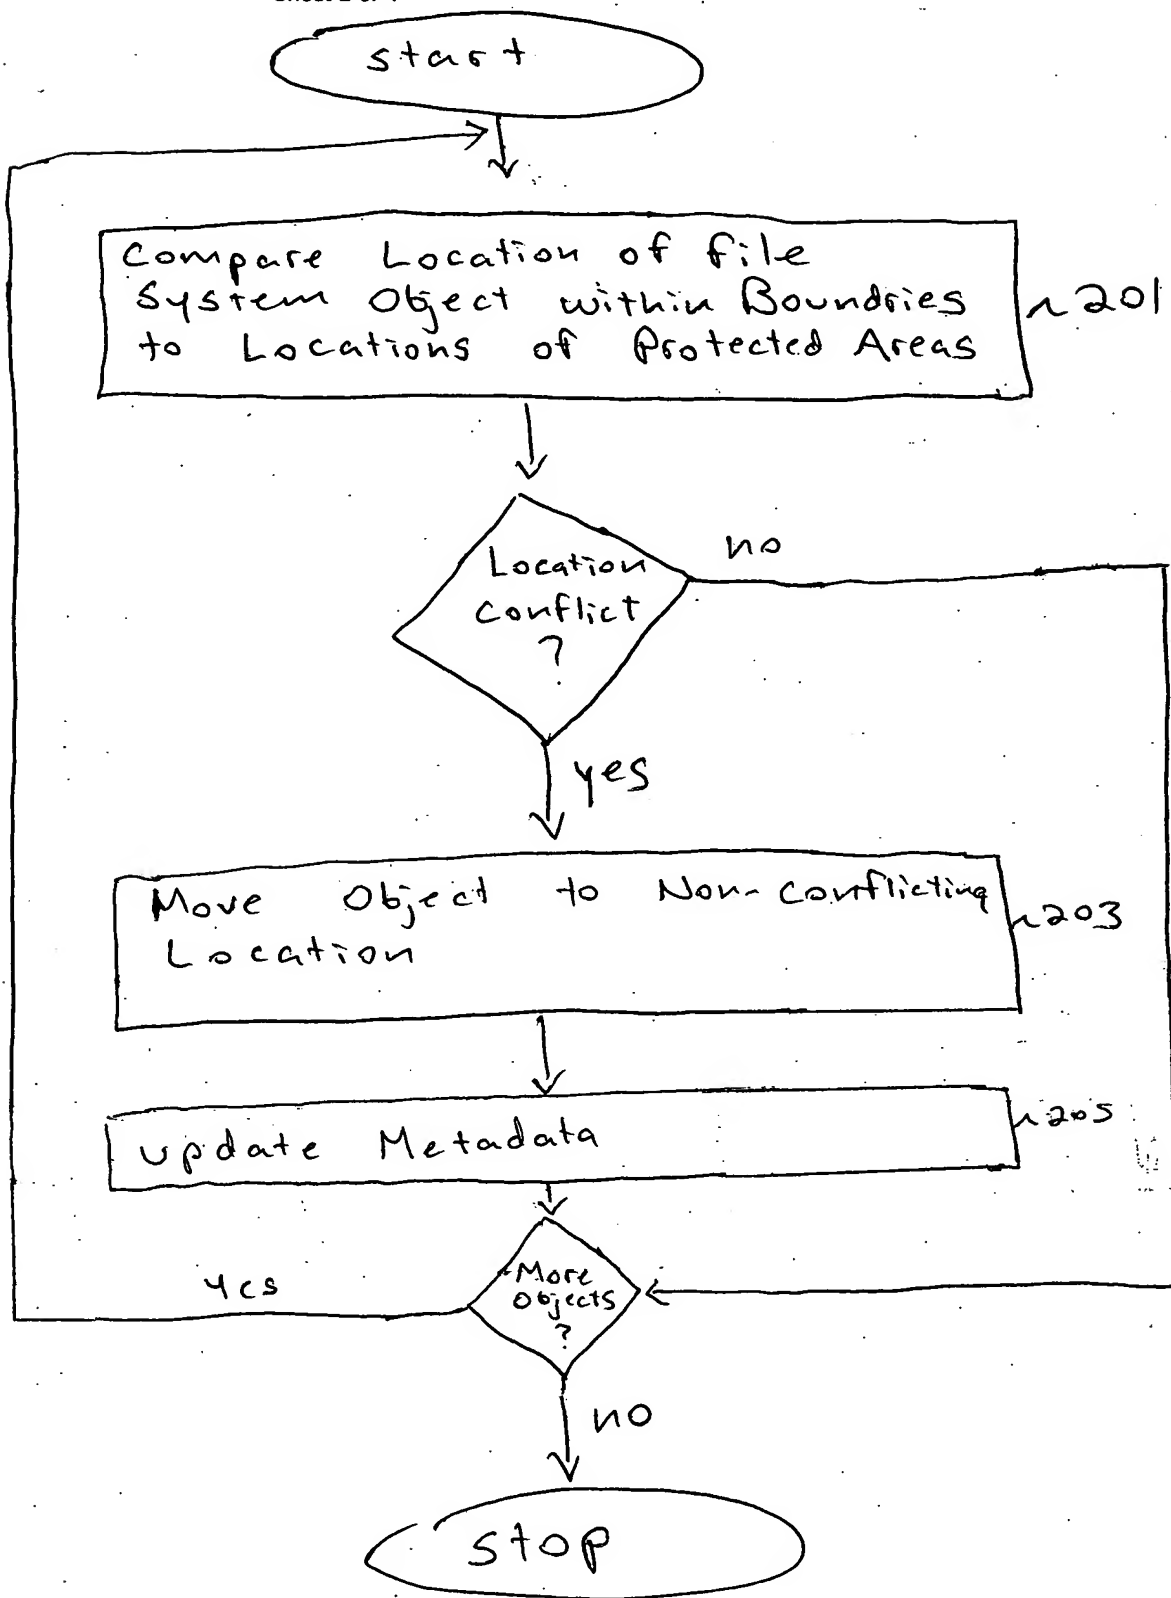 start
Compare Location of file
System Object within Boundries
to Locations of Protected Areas
~201
Location
Conflict
?
no
yes
Move Object to Non-conflicting
Location
~203
update Metadata
~205
More
Objects
?
yes
no
stop